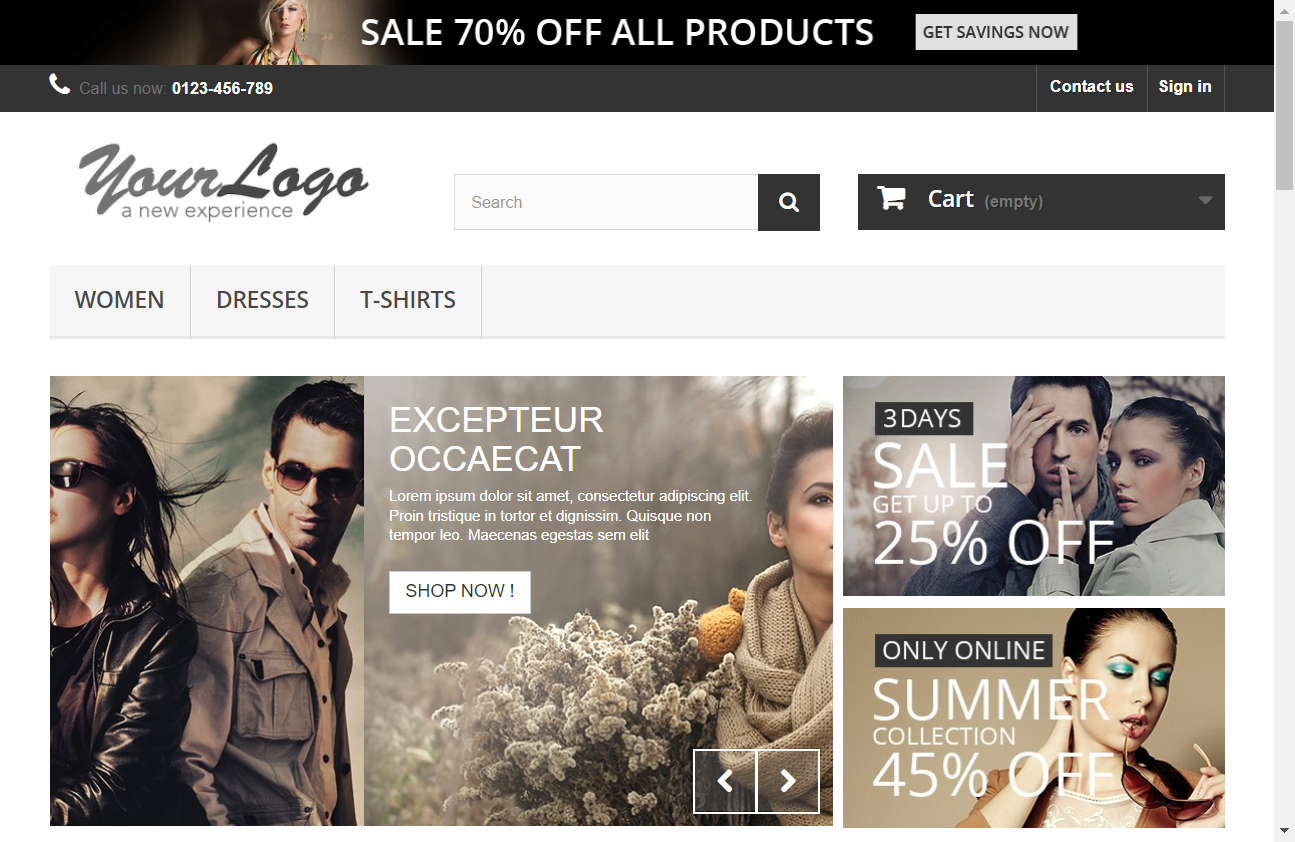 SALE 70% OFF ALL PRODUCTS
GET SAVINGS NOW
Call us now: 0123-456-789
Contact us
Sign in
YourLogo
a new experience
Search
Cart (empty)
WOMEN
DRESSES
T-SHIRTS
EXCEPTEUR
OCCAECAT
Lorem ipsum dolor sit amet, consectetur adipiscing elit.
Proin tristique in tortor et dignissim. Quisque non
tempor leo. Maecenas egestas sem elit
SHOP NOW !
3 DAYS
SALE
GET UP TO
25% OFF
ONLY ONLINE
SUMMER
COLLECTION
45% OFF